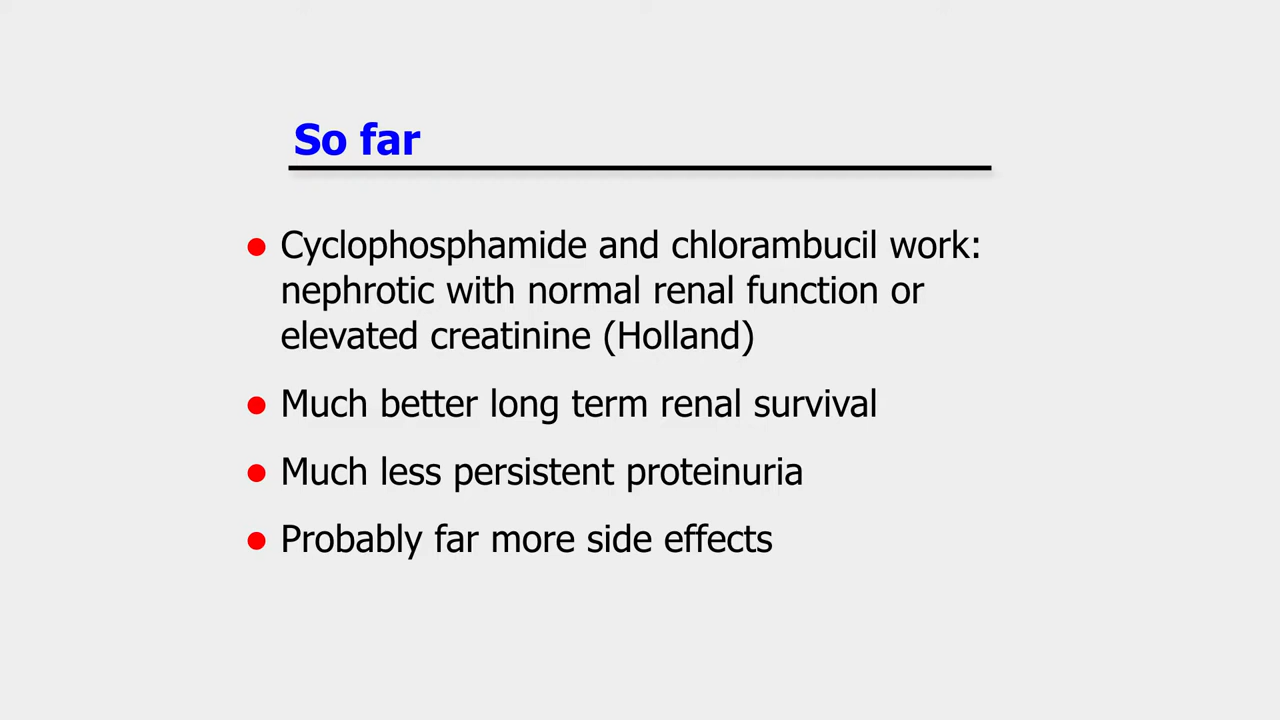 So far
Cyclophosphamide and chlorambucil work:
nephrotic with normal renal function or
elevated creatinine (Holland)
Much better long term renal survival
Much less persistent proteinuria
Probably far more side effects